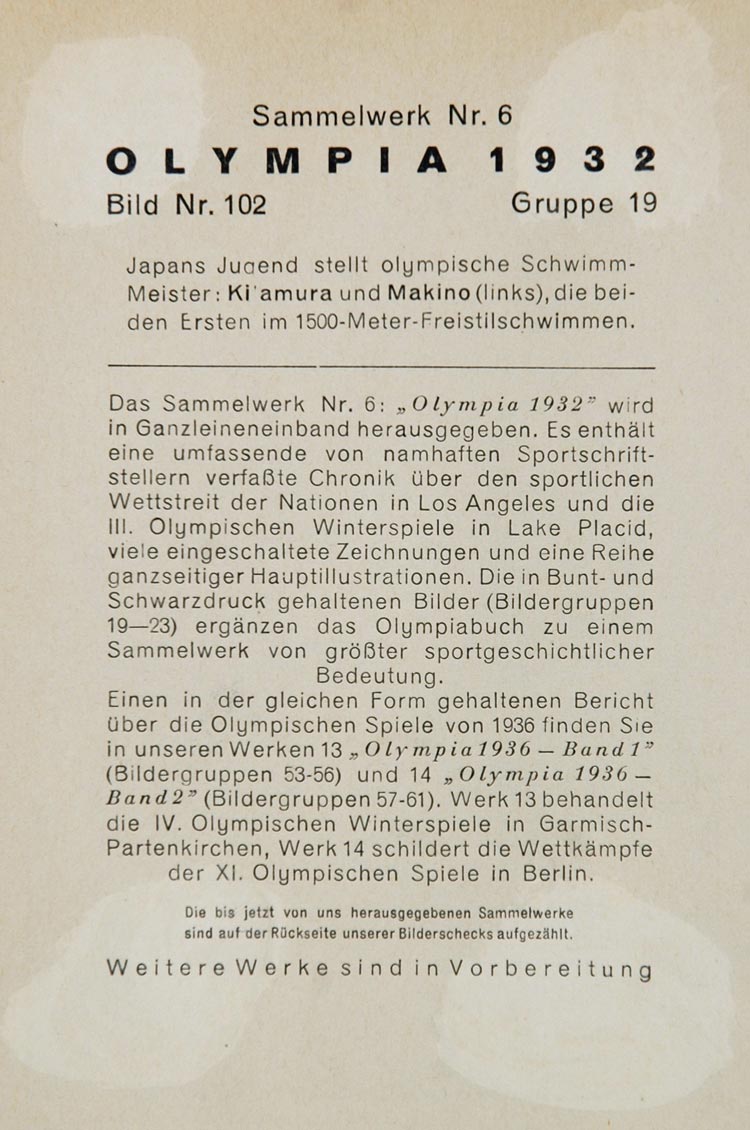 Sammelwerk Nr. 6
OLYMPIA 1932
Bild Nr. 102 Gruppe 19
Japans Jugend stellt olympische Schwimm-
Meister: Ki'amura und Makino (links), die bei-
den Ersten im 1500-Meter-Freistilschwimmen.
Das Sammelwerk Nr. 6: „Olympia 1932” wird
in Ganzleineneinband herausgegeben. Es enthält
eine umfassende von namhaften Sportschrift-
stellern verfaßte Chronik über den sportlichen
Wettstreit der Nationen in Los Angeles und die
III. Olympischen Winterspiele in Lake Placid,
viele eingeschaltete Zeichnungen und eine Reihe
ganzseitiger Hauptillustrationen. Die in Bunt- und
Schwarzdruck gehaltenen Bilder (Bildergruppen
19—23) ergänzen das Olympiabuch zu einem
Sammelwerk von größter sportgeschichtlicher
Bedeutung.
Einen in der gleichen Form gehaltenen Bericht
über die Olympischen Spiele von 1936 finden Sie
in unseren Werken 13 „Olympia 1936 — Band 1”
(Bildergruppen 53-56) und 14 „Olympia 1936 —
Band 2” (Bildergruppen 57-61). Werk 13 behandelt
die IV. Olympischen Winterspiele in Garmisch-
Partenkirchen, Werk 14 schildert die Wettkämpfe
der XI. Olympischen Spiele in Berlin.
Die bis jetzt von uns herausgegebenen Sammelwerke
sind auf der Rückseite unserer Bilderschecks aufgezählt.
Weitere Werke sind in Vorbereitung